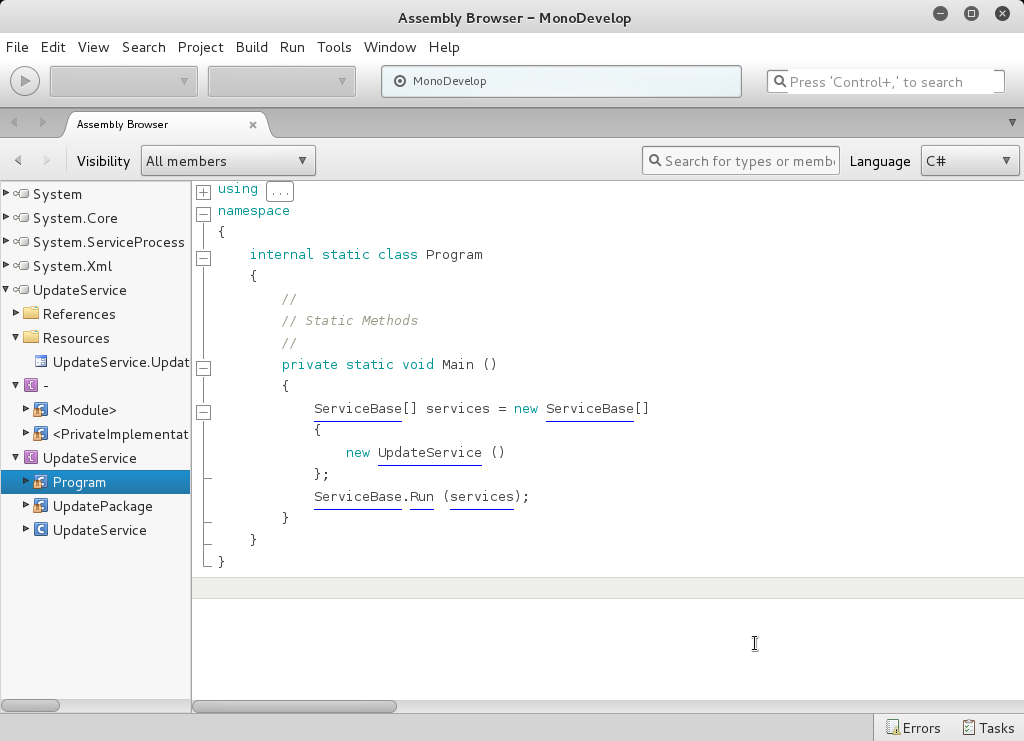 Assembly Browser – MonoDevelop
File Edit View Search Project Build Run Tools Window Help
MonoDevelop
Press 'Control+,' to search
Assembly Browser
Visibility All members
Search for types or membe
Language C#
System
System.Core
System.ServiceProcess
System.Xml
UpdateService
References
Resources
UpdateService.Updat
-
<Module>
<PrivateImplementat
UpdateService
Program
UpdatePackage
UpdateService
using ...
namespace
{
internal static class Program
{
//
// Static Methods
//
private static void Main ()
{
ServiceBase[] services = new ServiceBase[]
{
new UpdateService ()
};
ServiceBase.Run (services);
}
}
}
Errors Tasks